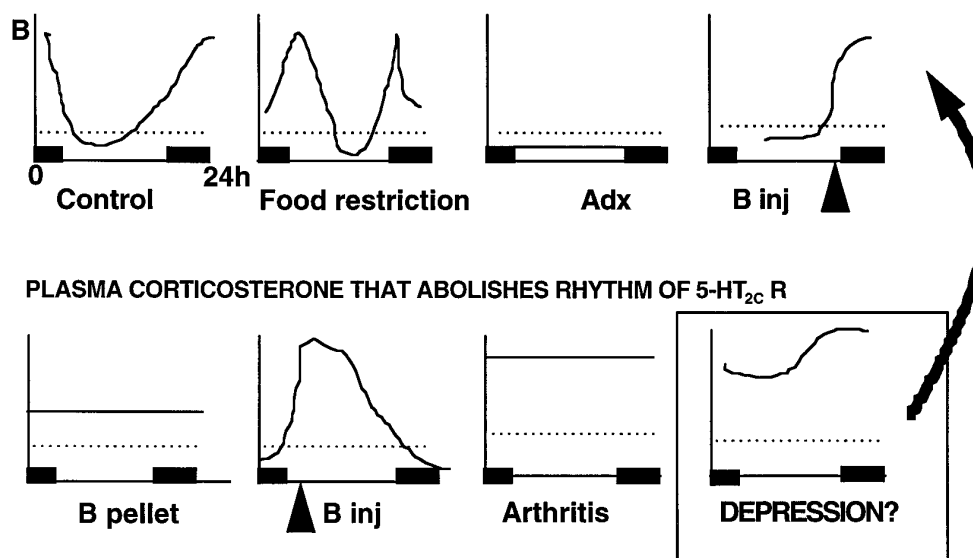 B
0 24h
Control Food restriction Adx B inj
PLASMA CORTICOSTERONE THAT ABOLISHES RHYTHM OF 5-HT2C R
B pellet B inj Arthritis DEPRESSION?